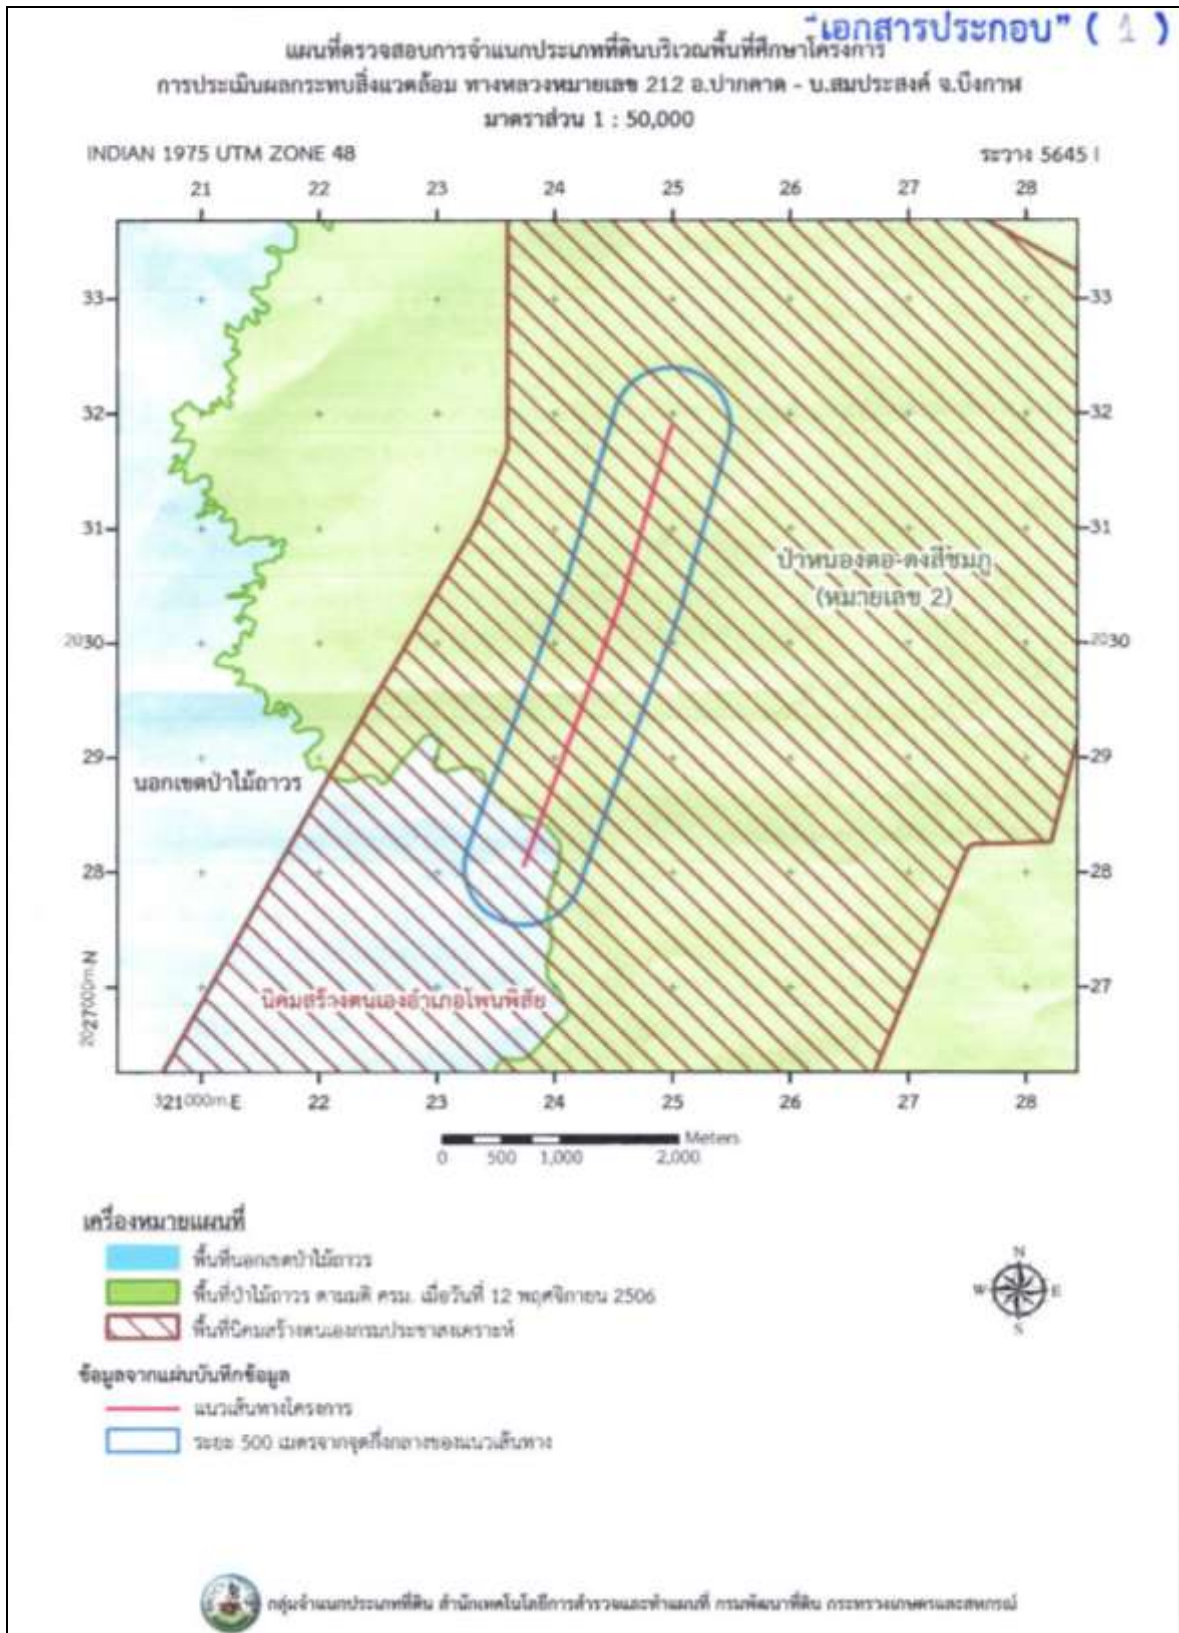 "เอกสารประกอบ" ( 1 )
แผนที่ตรวจสอบการจำแนกประเภทที่ดินบริเวณพื้นที่ศึกษาโครงการ
การประเมินผลกระทบสิ่งแวดล้อม ทางหลวงหมายเลข 212 อ.ปากคาด - บ.สมประสงค์ จ.บึงกาฬ
มาตราส่วน 1 : 50,000
INDIAN 1975 UTM ZONE 48
ระวาง 5645 I
21 22 23 24 25 26 27 28
33 33
32 32
31 31
ป่าหนองตอ-ดงสีชมภู
(หมายเลข 2)
2030 2030
29 29
นอกเขตป่าไม้ถาวร
28 28
2027000m.N 27
นิคมสร้างตนเองอำเภอโพนพิสัย
321000m.E 22 23 24 25 26 27 28
Meters
0 500 1,000 2,000
เครื่องหมายแผนที่
พื้นที่นอกเขตป่าไม้ถาวร
พื้นที่ป่าไม้ถาวร ตามมติ ครม. เมื่อวันที่ 12 พฤศจิกายน 2506
พื้นที่นิคมสร้างตนเองกรมประชาสงเคราะห์
N
W E
S
ข้อมูลจากแผ่นบันทึกข้อมูล
แนวเส้นทางโครงการ
ระยะ 500 เมตรจากจุดกึ่งกลางของแนวเส้นทาง
กลุ่มจำแนกประเภทที่ดิน สำนักเทคโนโลยีการสำรวจและทำแผนที่ กรมพัฒนาที่ดิน กระทรวงเกษตรและสหกรณ์